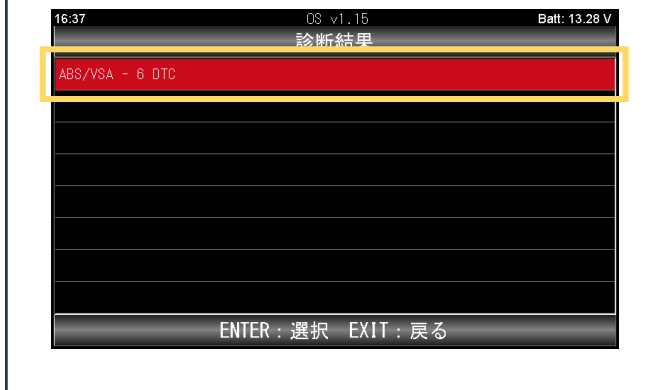 16:37 OS v1.15 Batt: 13.28 V
診断結果
ABS/VSA - 6 DTC
ENTER：選択 EXIT：戻る